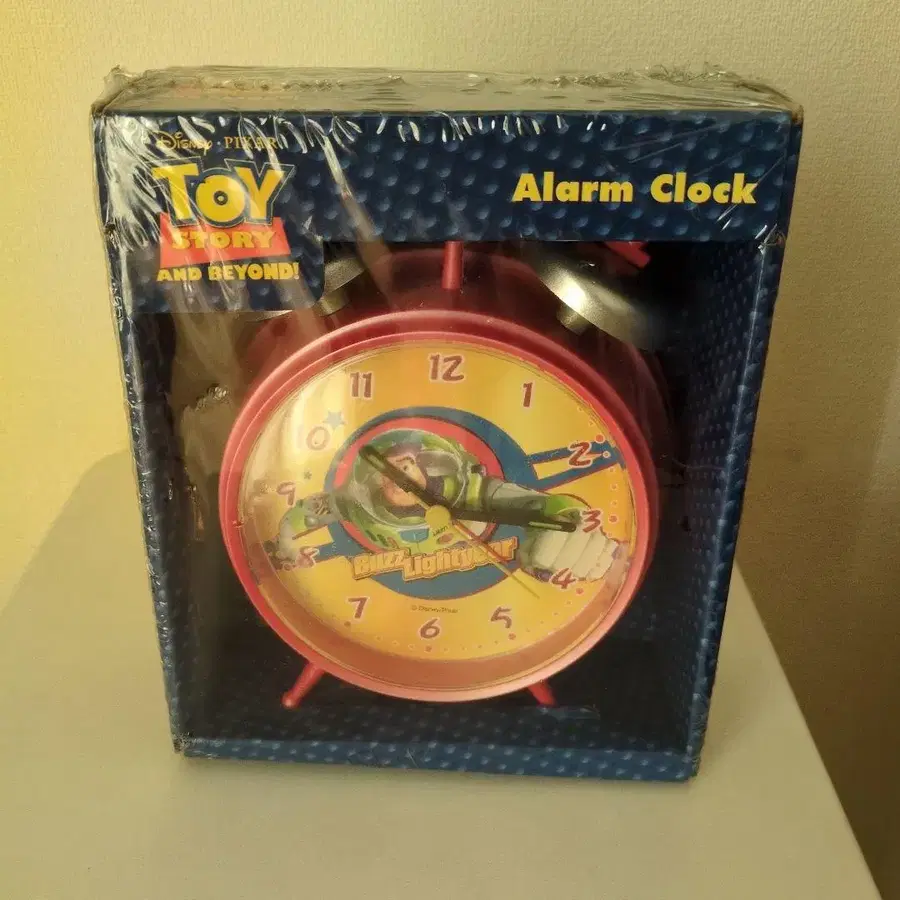 Disney · PIXAR
TOY
STORY
AND BEYOND!
Alarm Clock
12
11
1
10
2
9
3
8
4
7
5
6
Buzz Lightyear
© Disney/Pixar